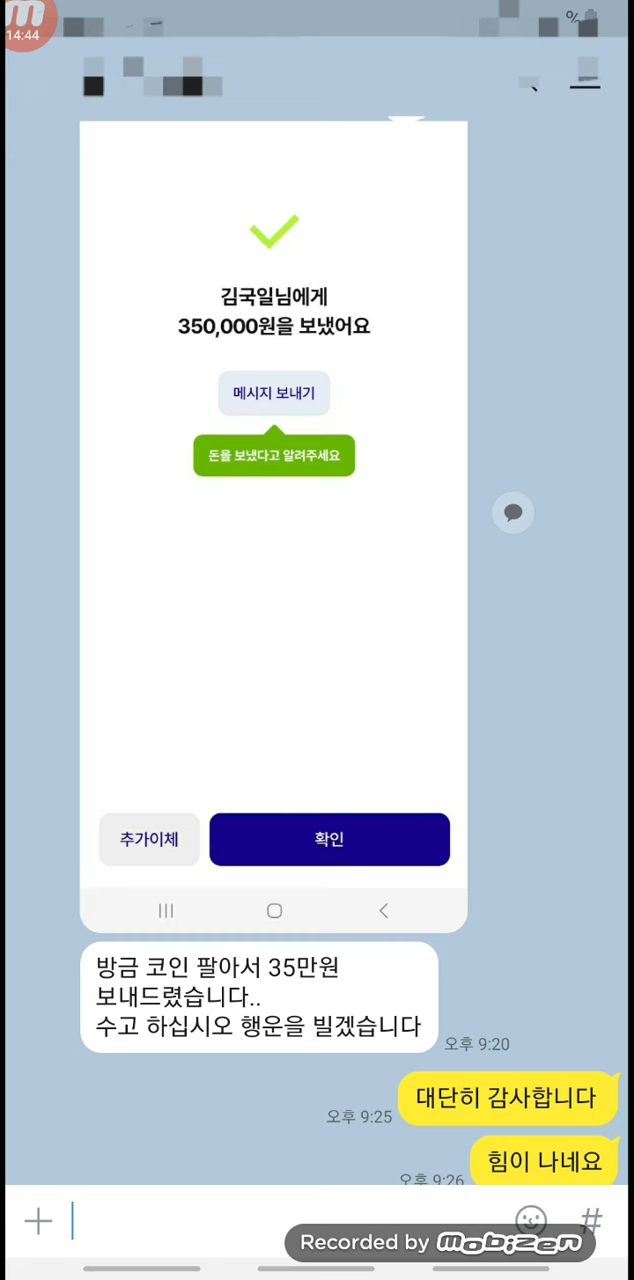 m
14:44
%
김국일님에게
350,000원을 보냈어요
메시지 보내기
돈을 보냈다고 알려주세요
추가이체
확인
방금 코인 팔아서 35만원
보내드렸습니다..
수고 하십시오 행운을 빌겠습니다
오후 9:20
대단히 감사합니다
오후 9:25
힘이 나네요
오후 9:26
#
Recorded by mobizen